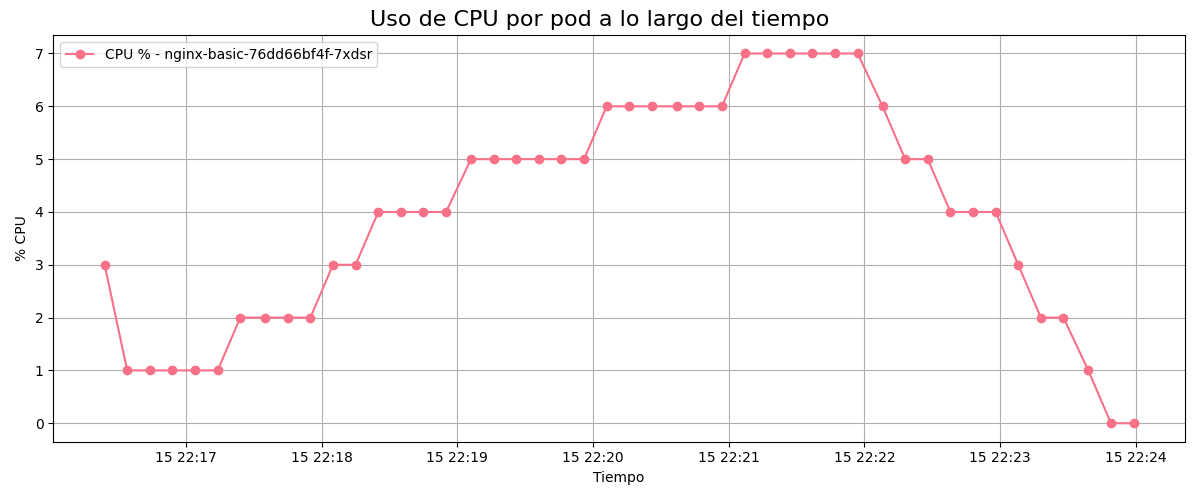 Uso de CPU por pod a lo largo del tiempo
CPU % - nginx-basic-76dd66bf4f-7xdsr
% CPU
7
6
5
4
3
2
1
0
15 22:17 15 22:18 15 22:19 15 22:20 15 22:21 15 22:22 15 22:23 15 22:24
Tiempo